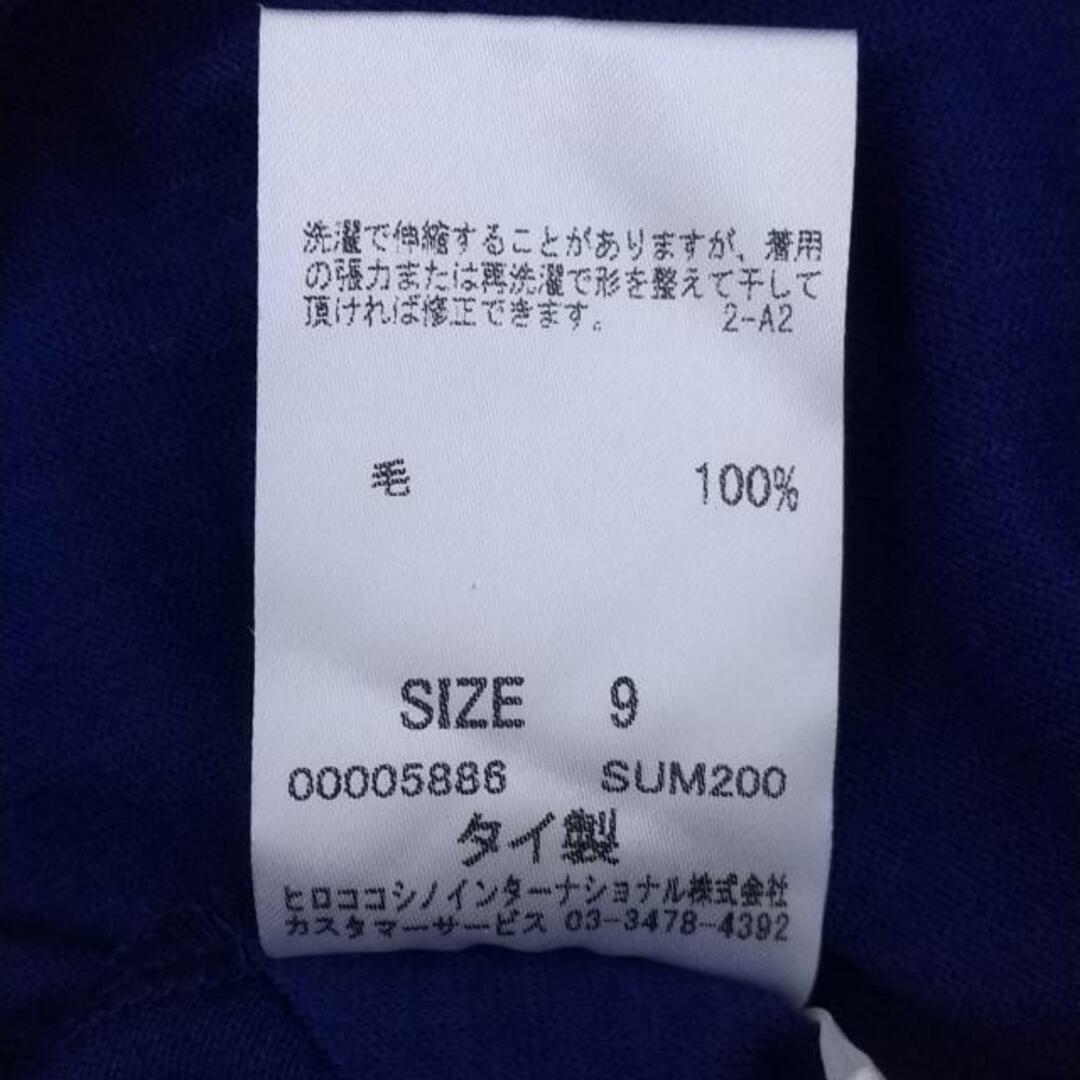 洗濯で伸縮することがありますが、着用
の張力または再洗濯で形を整えて干して
頂ければ修正できます。 2-A2
毛 100%
SIZE 9
00005886 SUM200
タイ製
ヒロココシノインターナショナル株式会社
カスタマーサービス 03-3478-4392